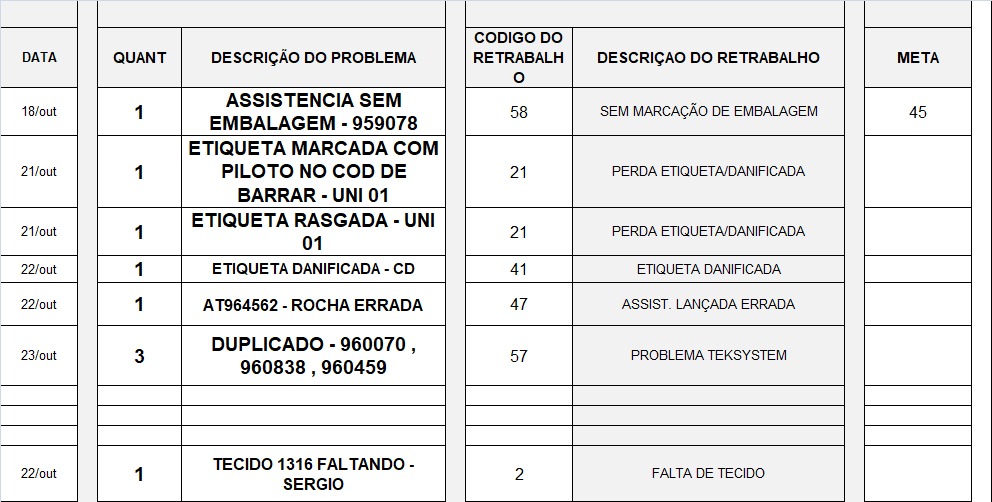 DATA QUANT DESCRIÇÃO DO PROBLEMA CODIGO DO RETRABALH O DESCRIÇAO DO RETRABALHO META
18/out 1 ASSISTENCIA SEM EMBALAGEM - 959078 58 SEM MARCAÇÃO DE EMBALAGEM 45
21/out 1 ETIQUETA MARCADA COM PILOTO NO COD DE BARRAR - UNI 01 21 PERDA ETIQUETA/DANIFICADA
21/out 1 ETIQUETA RASGADA - UNI 01 21 PERDA ETIQUETA/DANIFICADA
22/out 1 ETIQUETA DANIFICADA - CD 41 ETIQUETA DANIFICADA
22/out 1 AT964562 - ROCHA ERRADA 47 ASSIST. LANÇADA ERRADA
23/out 3 DUPLICADO - 960070 , 960838 , 960459 57 PROBLEMA TEKSYSTEM
22/out 1 TECIDO 1316 FALTANDO - SERGIO 2 FALTA DE TECIDO